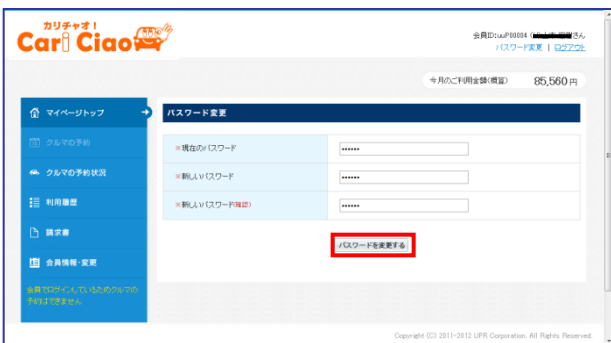 カリチャオ!
Cari Ciao
会員ID:uuP00004
さん
パスワード変更 | ログアウト
今月のご利用金額(概算) 85,560 円
マイページトップ
パスワード変更
クルマの予約
※現在のパスワード
クルマの予約状況
※新しいパスワード
利用履歴
※新しいパスワード(確認)
請求書
パスワードを変更する
会員情報・変更
会員でログインしているためクルマの
予約はできません
Copyright (C) 2011-2012 UPR Corporation. All Rights Reserved.